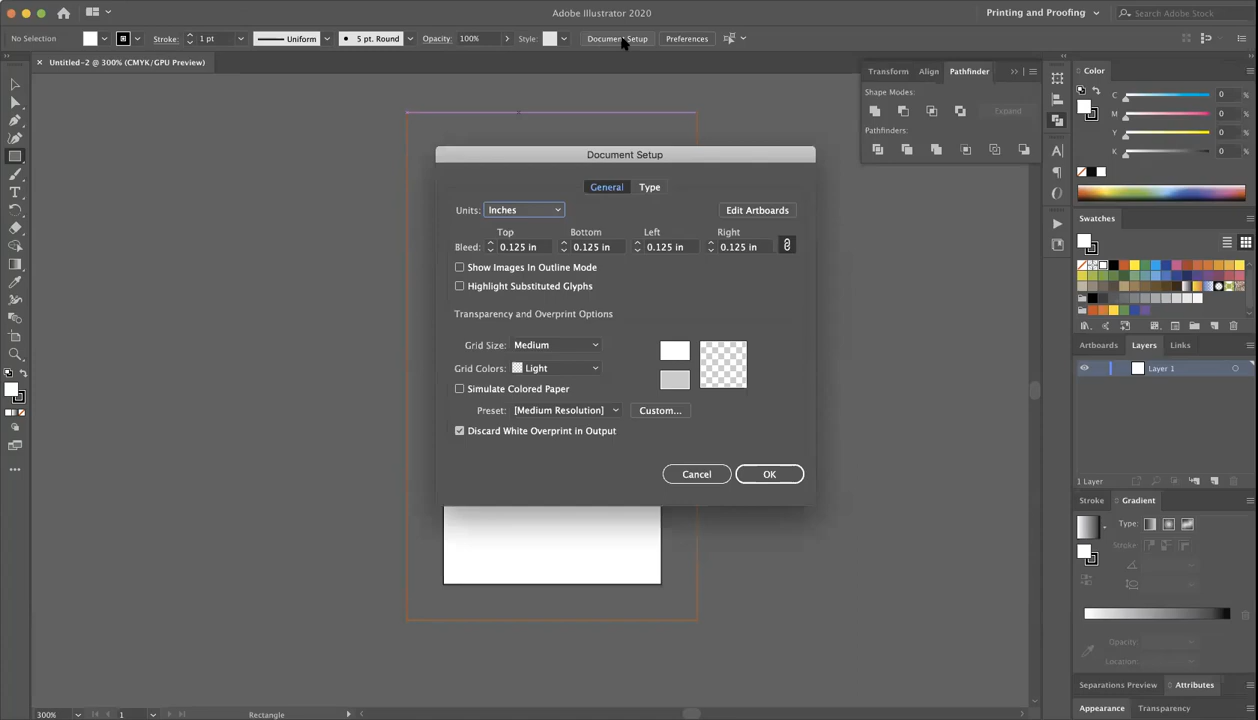 Adobe Illustrator 2020
Printing and Proofing
Search Adobe Stock
No Selection
Stroke:
1 pt
Uniform
5 pt. Round
Opacity:
100%
Style:
Document Setup
Preferences
× Untitled-2 @ 300% (CMYK/GPU Preview)
Transform
Align
Pathfinder
Shape Modes:
Expand
Pathfinders:
Document Setup
General
Type
Units:
Inches
Edit Artboards
Top
Bottom
Left
Right
Bleed:
0.125 in
0.125 in
0.125 in
0.125 in
Show Images In Outline Mode
Highlight Substituted Glyphs
Transparency and Overprint Options
Grid Size:
Medium
Grid Colors:
Light
Simulate Colored Paper
Preset:
[Medium Resolution]
Custom...
Discard White Overprint in Output
Cancel
OK
Color
C
0
%
M
0
%
Y
0
%
K
0
%
Swatches
Artboards
Layers
Links
Layer 1
1 Layer
Stroke
Gradient
Type:
Stroke:
Opacity:
Location:
Separations Preview
Attributes
Appearance
Transparency
300%
1
Rectangle